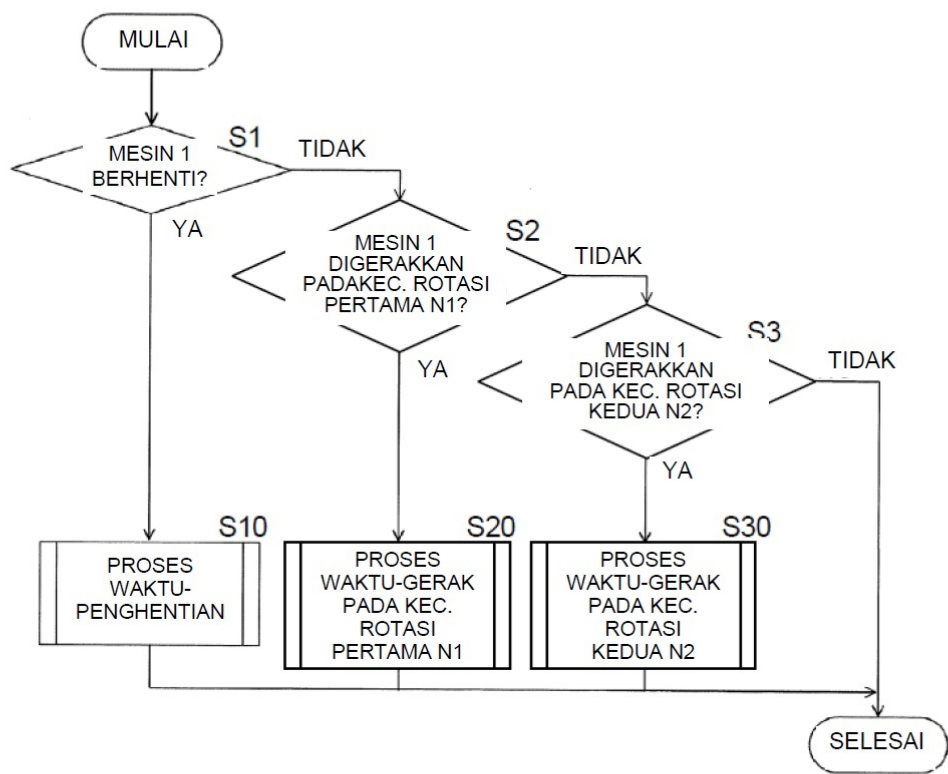 MULAI
S1
MESIN 1
BERHENTI?
TIDAK
YA
S2
MESIN 1
DIGERAKKAN
PADAKEC. ROTASI
PERTAMA N1?
TIDAK
YA
S3
MESIN 1
DIGERAKKAN
PADA KEC. ROTASI
KEDUA N2?
TIDAK
YA
S10
PROSES
WAKTU-
PENGHENTIAN
S20
PROSES
WAKTU-GERAK
PADA KEC.
ROTASI
PERTAMA N1
S30
PROSES
WAKTU-GERAK
PADA KEC.
ROTASI
KEDUA N2
SELESAI